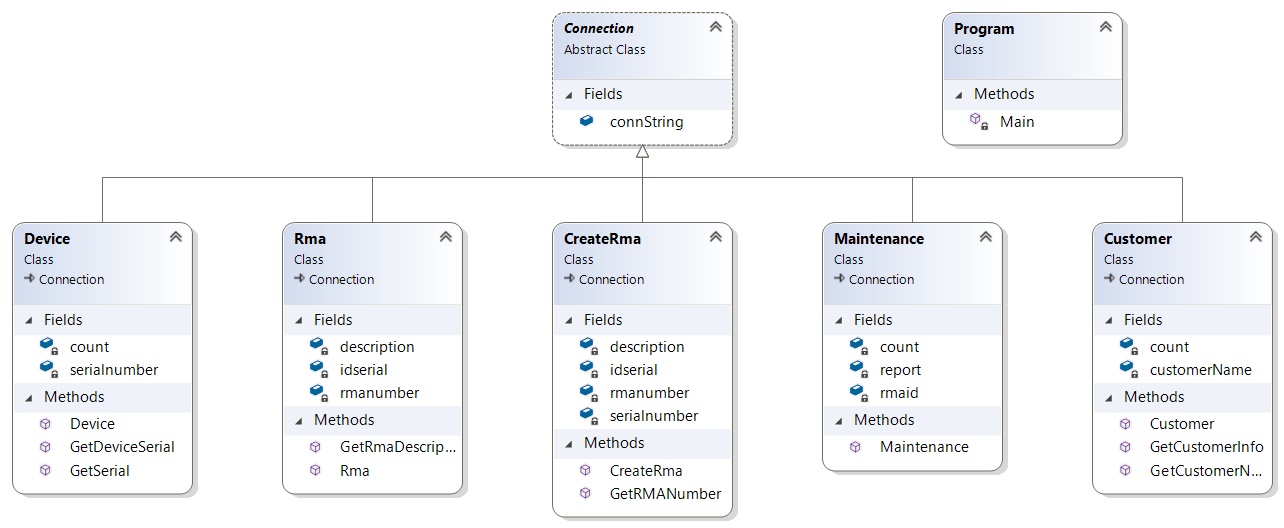 Connection
Abstract Class
Fields
connString
Program
Class
Methods
Main
Device
Class
Connection
Fields
count
serialnumber
Methods
Device
GetDeviceSerial
GetSerial
Rma
Class
Connection
Fields
description
idserial
rmanumber
Methods
GetRmaDescrip...
Rma
CreateRma
Class
Connection
Fields
description
idserial
rmanumber
serialnumber
Methods
CreateRma
GetRMANumber
Maintenance
Class
Connection
Fields
count
report
rmaid
Methods
Maintenance
Customer
Class
Connection
Fields
count
customerName
Methods
Customer
GetCustomerInfo
GetCustomerN...